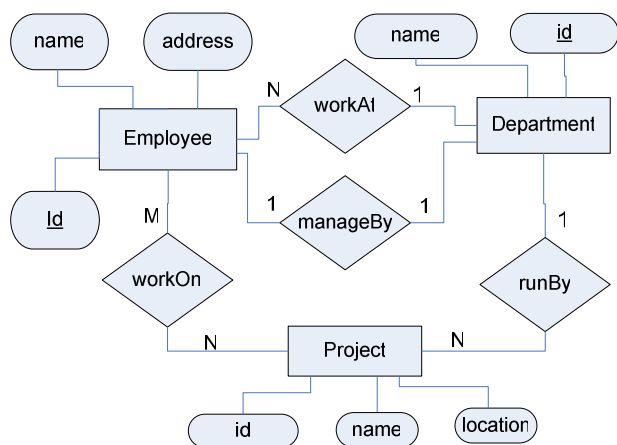 name
address
name
id
N
workAt
1
Employee
Department
Id
1
manageBy
1
M
1
workOn
runBy
N
Project
N
id
name
location